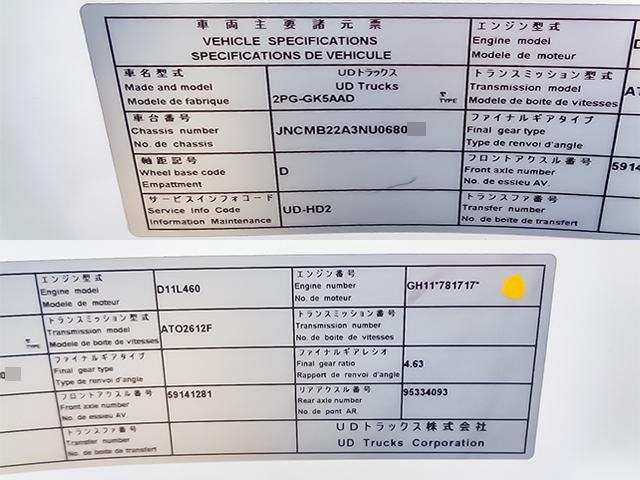 車両主要諸元票
VEHICLE SPECIFICATIONS
SPECIFICATIONS DE VEHICULE
車名型式
Made and model
Modele de fabrique
UDトラックス
UD Trucks
2PG-GK5AAD
TYPE
車台番号
Chassis number
No. de chassis
JNCMB22A3NU0680
軸距記号
Wheel base code
Empattment
D
サービスインフォコード
Service Info Code
Information Maintenance
UD-HD2
エンジン型式
Engine model
Modele de moteur
トランスミッション型式
Transmission model
Modele de boite de vitesses
ファイナルギアタイプ
Final gear type
Type de renvoi d'angle
フロントアクスル番号
Front axle number
No. de essieu AV.
5914
トランスファ番号
Transfer number
No. de boite de transfert
エンジン型式
Engine model
Modele de moteur
D11L460
エンジン番号
Engine number
No. de moteur
GH11*781717*
TYPE
トランスミッション型式
Transmission model
Modele de boite de vitesses
ATO2612F
トランスミッション番号
Transmission number
No. de boite de vitesses
0
ファイナルギアタイプ
Final gear type
Type de renvoi d'angle
ファイナルギアレシオ
Final gear ratio
Rapport de renvoi d'angle
4.63
フロントアクスル番号
Front axle number
No. de essieu AV.
59141281
リアアクスル番号
Rear axle number
No. de pont AR.
95334093
トランスファ番号
Transfer number
No. de boite de transfert
UDトラックス株式会社
UD Trucks Corporation